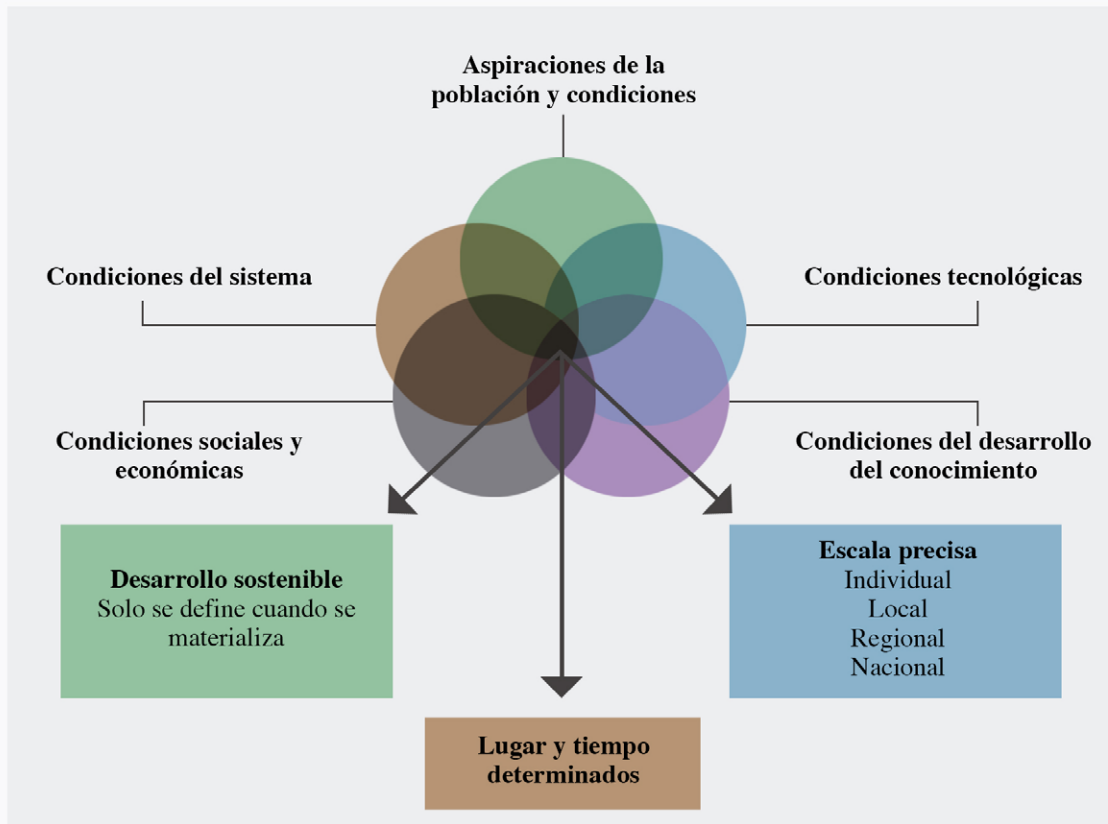 Aspiraciones de la
población y condiciones
Condiciones del sistema
Condiciones tecnológicas
Condiciones sociales y
económicas
Condiciones del desarrollo
del conocimiento
Desarrollo sostenible
Solo se define cuando se
materializa
Escala precisa
Individual
Local
Regional
Nacional
Lugar y tiempo
determinados